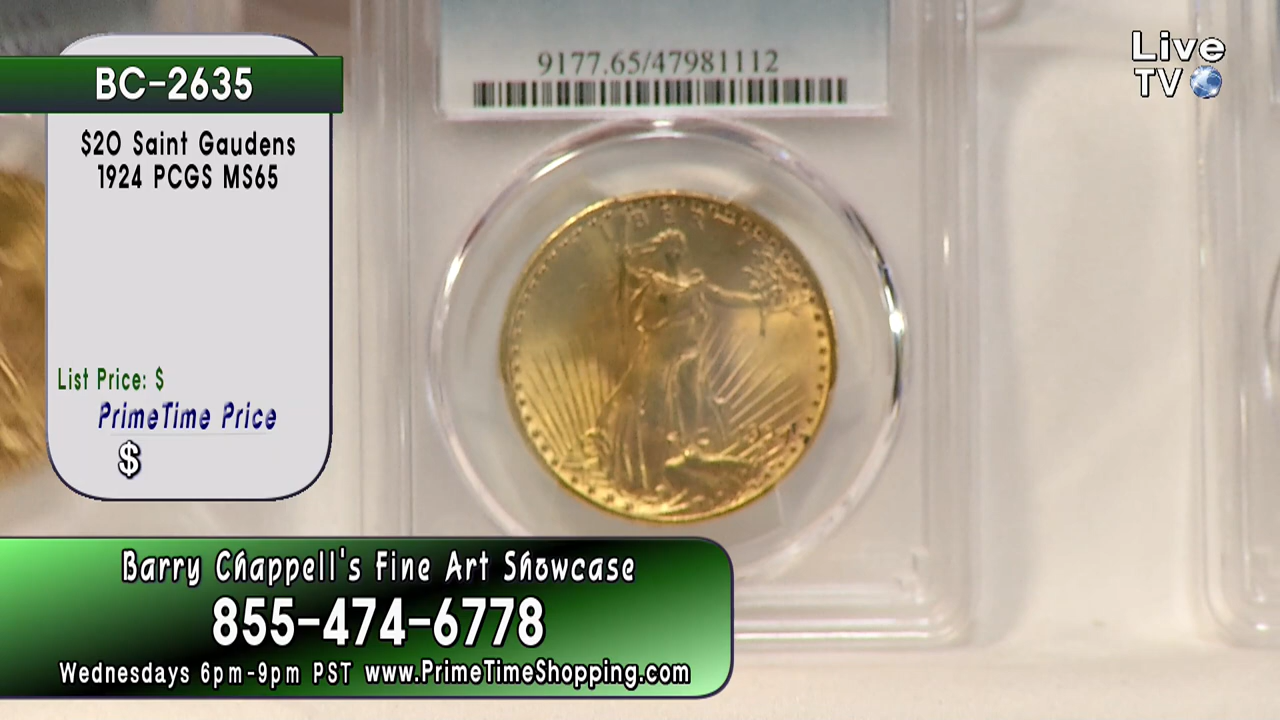 9177.65/47981112
Live
TV
BC-2635
$20 Saint Gaudens
1924 PCGS MS65
List Price: $
PrimeTime Price
$
Barry Chappell's Fine Art Showcase
855-474-6778
Wednesdays 6pm-9pm PST www.PrimeTimeShopping.com